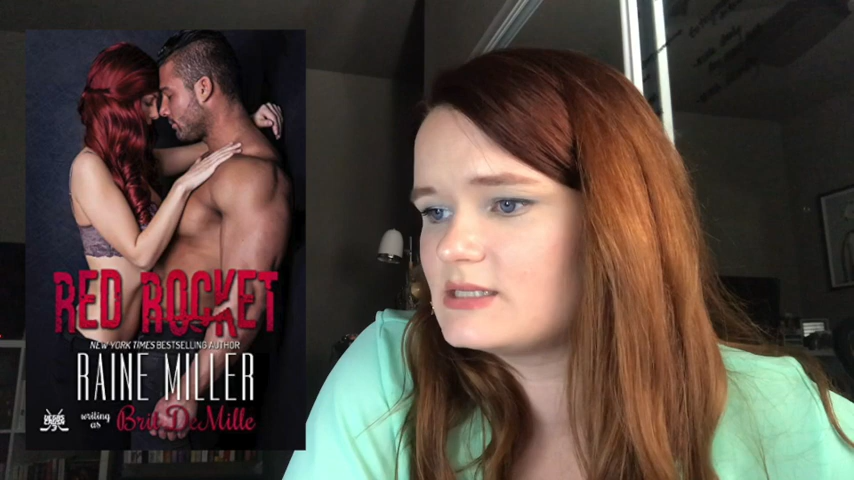 RED ROCKET
NEW YORK TIMES BESTSELLING AUTHOR
RAINE MILLER
writing as
Brit DeMille